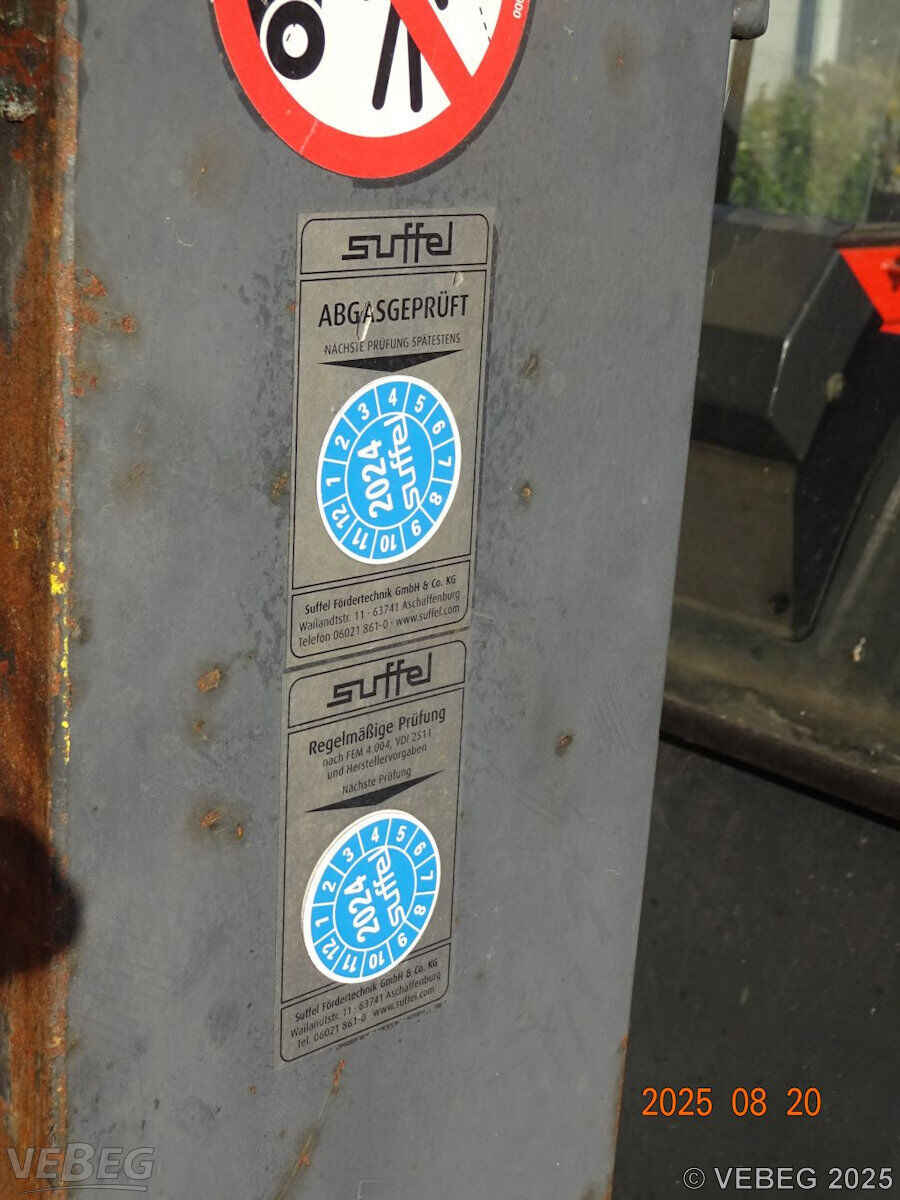 000
suffel
ABGASGEPRÜFT
NÄCHSTE PRÜFUNG SPÄTESTENS
1 2 3 4 5 6 7 8 9 10 11 12
2024
suffel
Suffel Fördertechnik GmbH & Co. KG
Wailandtstr. 11 - 63741 Aschaffenburg
Telefon 06021 861-0 - www.suffel.com
suffel
Regelmäßige Prüfung
nach FEM 4.004, VDI 2511
und Herstellervorgaben
Nächste Prüfung
1 2 3 4 5 6 7 8 9 10 11 12
2024
suffel
Suffel Fördertechnik GmbH & Co. KG
Wailandtstr. 11 - 63741 Aschaffenburg
Tel. 06021 861-0 www.suffel.com
2025 08 20
VEBEG
© VEBEG 2025